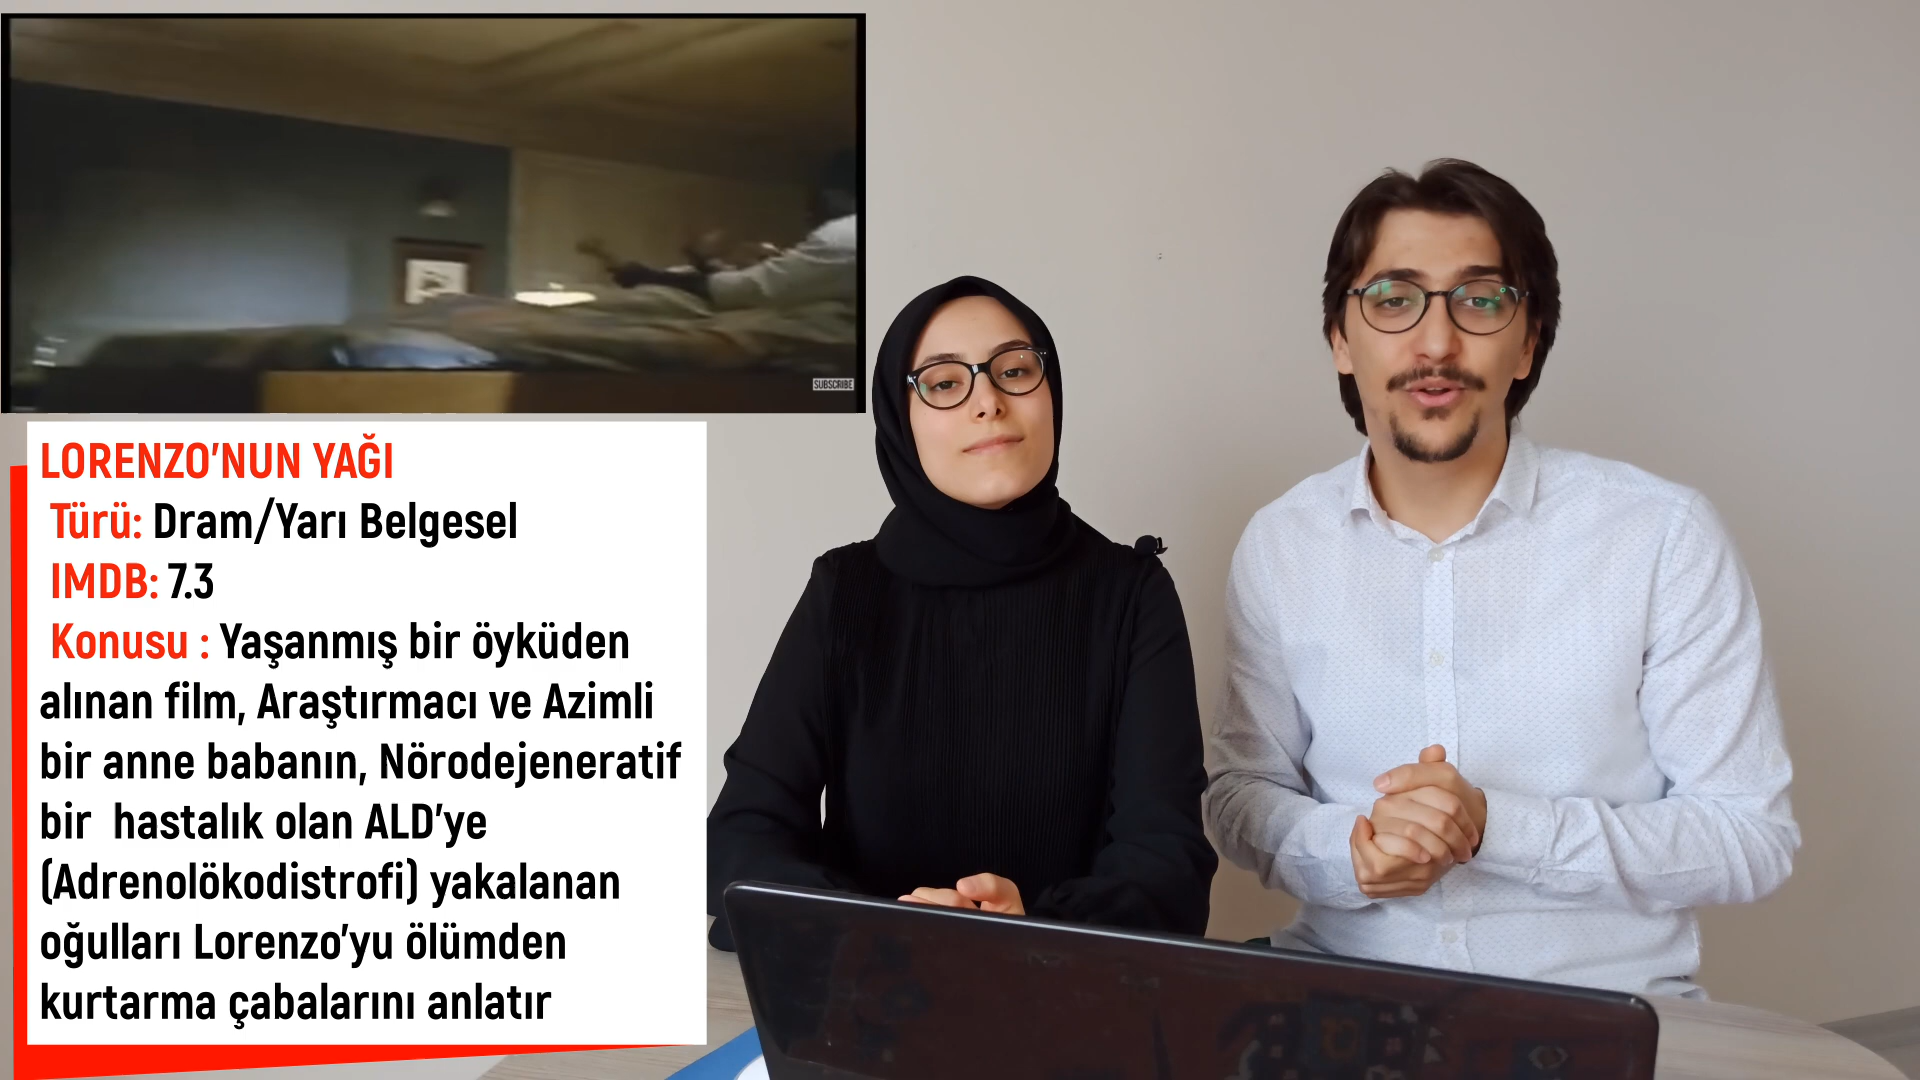 SUBSCRIBE
LORENZO'NUN YAĞI
Türü: Dram/Yarı Belgesel
IMDB: 7.3
Konusu : Yaşanmış bir öyküden
alınan film, Araştırmacı ve Azimli
bir anne babanın, Nörodejeneratif
bir hastalık olan ALD'ye
(Adrenolökodistrofi) yakalanan
oğulları Lorenzo'yu ölümden
kurtarma çabalarını anlatır